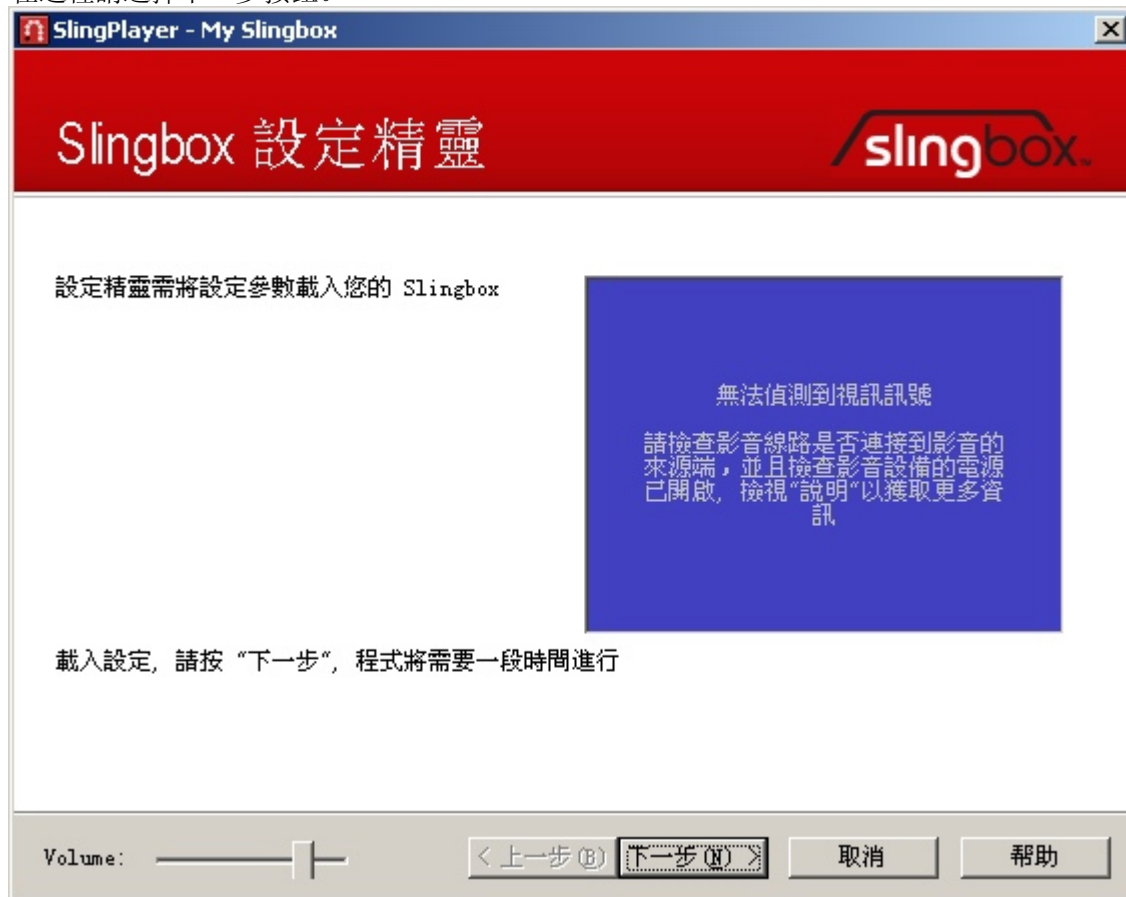 SlingPlayer - My Slingbox
Slingbox 設定精靈
slingbox™
設定精靈需將設定參數載入您的 Slingbox
無法偵測到視訊訊號
請檢查影音線路是否連接到影音的
來源端，並且檢查影音設備的電源
已開啟, 檢視“說明“以獲取更多資
訊
載入設定, 請按 “下一步“, 程式將需要一段時間進行
Volume:
< 上一步(B)
下一步(N) >
取消
帮助